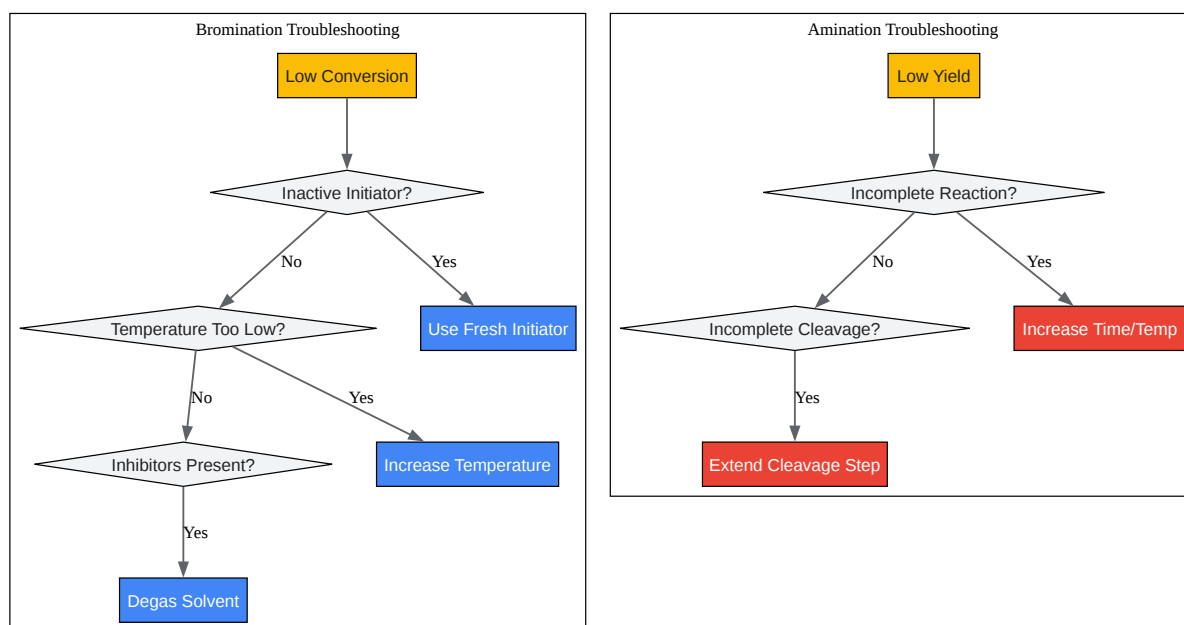 Bromination Troubleshooting
Low Conversion
Inactive Initiator?
No
Yes
Temperature Too Low?
Use Fresh Initiator
No
Yes
Inhibitors Present?
Increase Temperature
Yes
Degas Solvent
Amination Troubleshooting
Low Yield
Incomplete Reaction?
No
Yes
Incomplete Cleavage?
Increase Time/Temp
Yes
Extend Cleavage Step